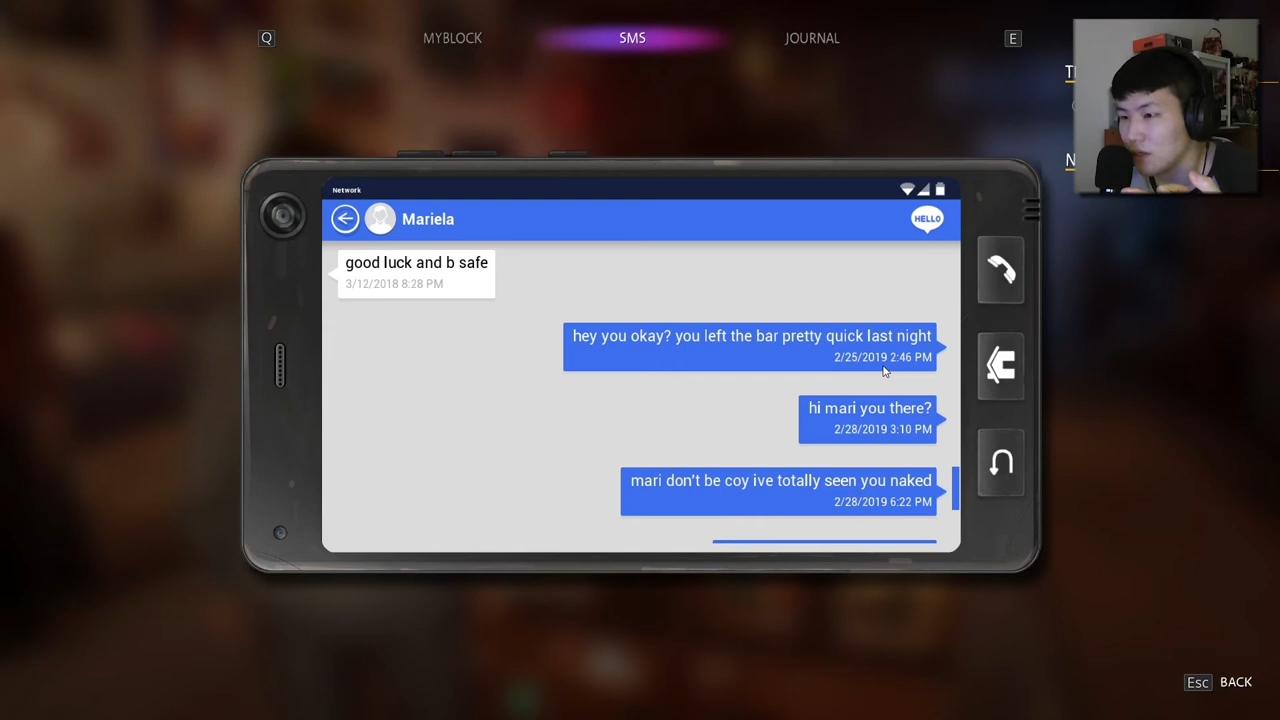 Q
MYBLOCK
SMS
JOURNAL
E
Network
Mariela
HELLO
good luck and b safe
3/12/2018 8:28 PM
hey you okay? you left the bar pretty quick last night
2/25/2019 2:46 PM
hi mari you there?
2/28/2019 3:10 PM
mari don't be coy ive totally seen you naked
2/28/2019 6:22 PM
Esc BACK